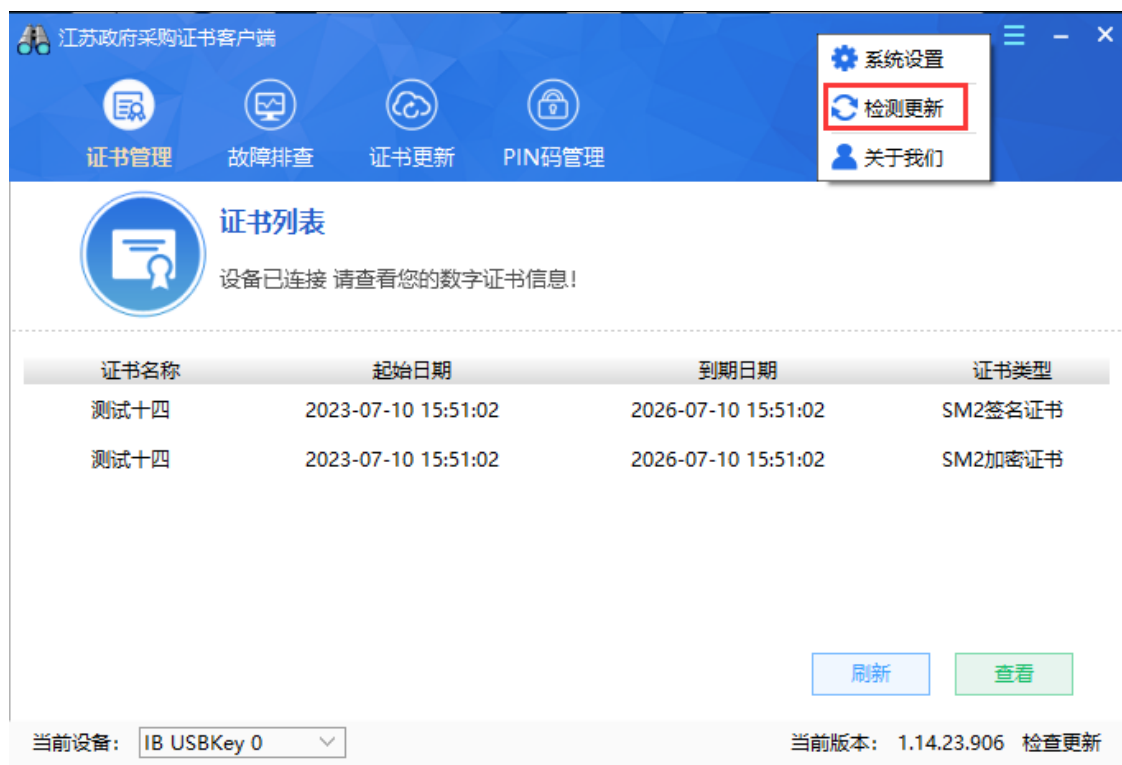 江苏政府采购证书客户端
系统设置
检测更新
关于我们
证书管理 故障排查 证书更新 PIN码管理
证书列表
设备已连接 请查看您的数字证书信息!
证书名称 起始日期 到期日期 证书类型
测试十四 2023-07-10 15:51:02 2026-07-10 15:51:02 SM2签名证书
测试十四 2023-07-10 15:51:02 2026-07-10 15:51:02 SM2加密证书
刷新 查看
当前设备: IB USBKey 0 当前版本: 1.14.23.906 检查更新